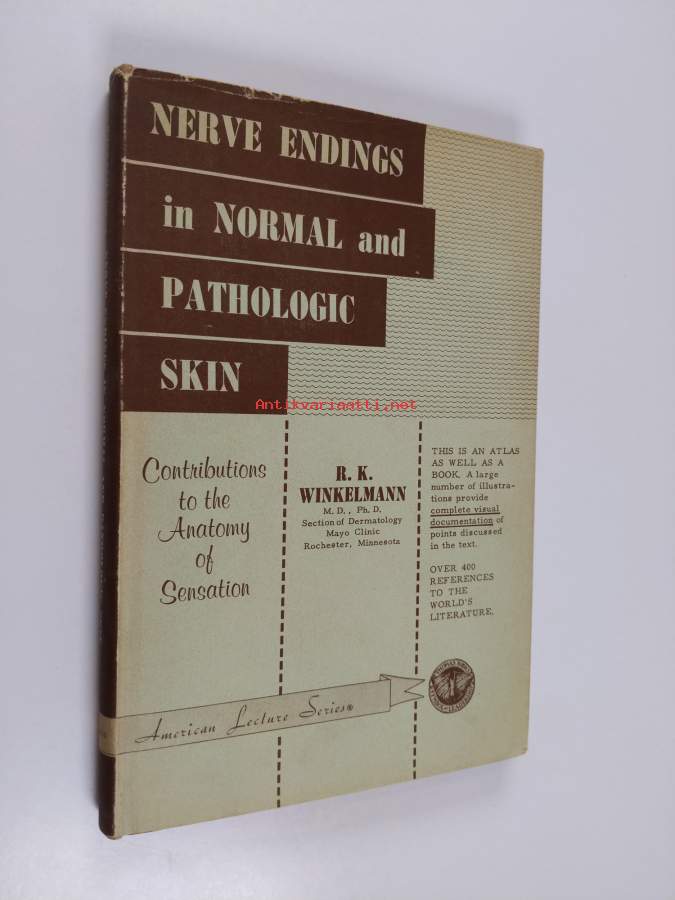 NERVE ENDINGS
in NORMAL and
PATHOLOGIC
SKIN
Antikvariaatti.net
Contributions
to the
Anatomy
of
Sensation
R. K.
WINKELMANN
M. D., Ph. D.
Section of Dermatology
Mayo Clinic
Rochester, Minnesota
THIS IS AN ATLAS
AS WELL AS A
BOOK. A large
number of illustra-
tions provide
complete visual
documentation of
points discussed
in the text.
OVER 400
REFERENCES
TO THE
WORLD'S
LITERATURE.
American Lecture Series®